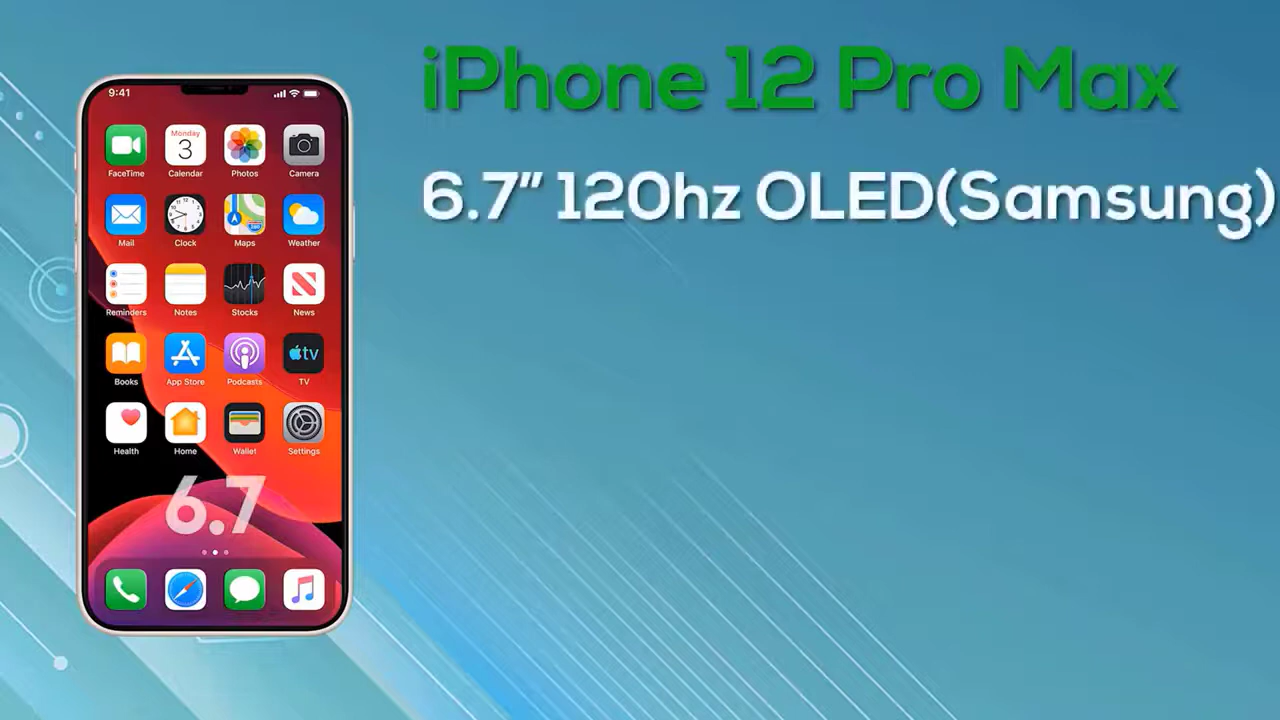 iPhone 12 Pro Max
6.7" 120hz OLED(Samsung)
9:41
Monday
3
FaceTime Calendar Photos Camera
280
Mail Clock Maps Weather
Reminders Notes Stocks News
tv
Books App Store Podcasts TV
Health Home Wallet Settings
6.7